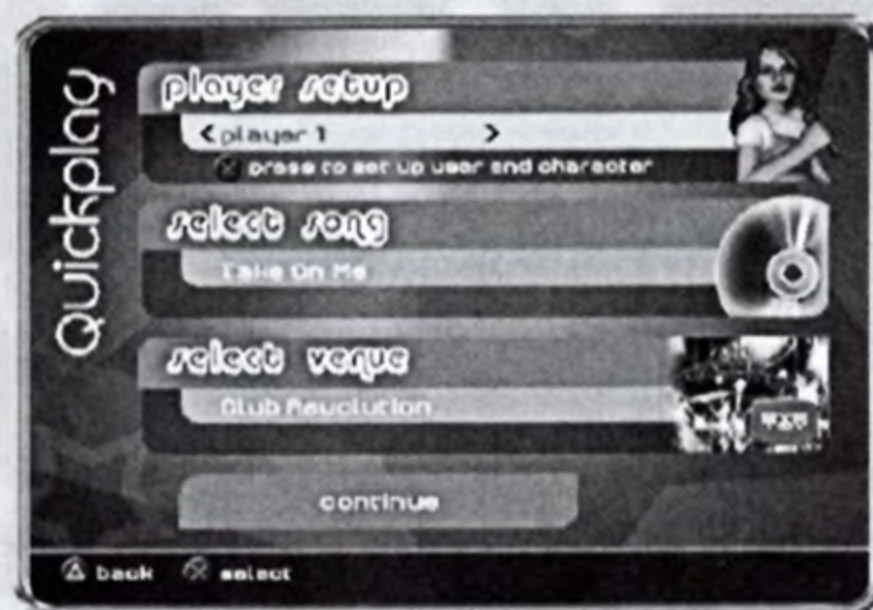 Quickplay
player setup
< player 1 >
press to set up user and character
select song
Take On Me
select venue
Club Revolution
continue
back select